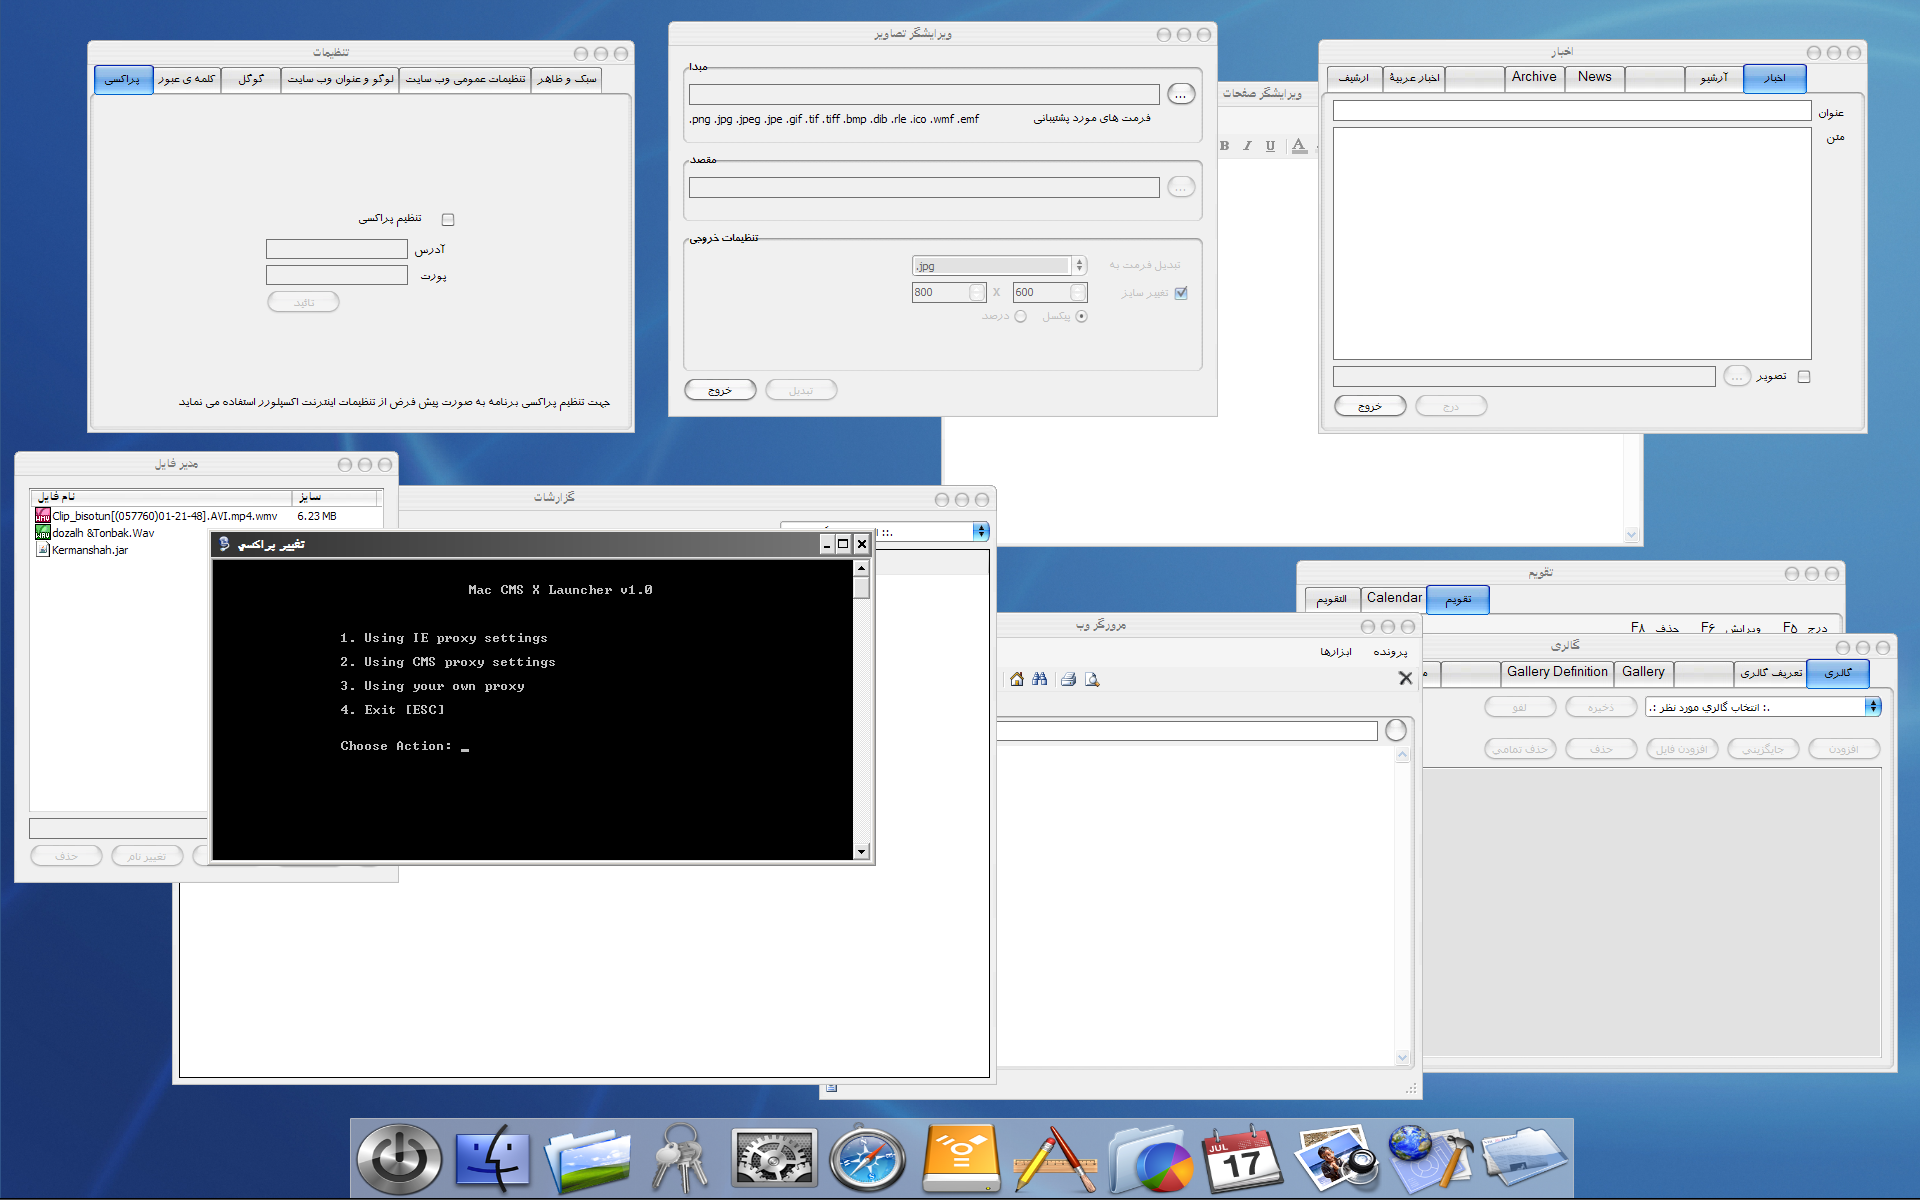 تنظیمات
پراکسی
کلمه ی عبور
گوگل
لوگو و عنوان وب سایت
تنظیمات عمومی وب سایت
سبک و ظاهر
تنظیم پراکسی
آدرس
پورت
تائید
جهت تنظیم پراکسی برنامه به صورت پیش فرض از تنظیمات اینترنت اکسپلورر استفاده می نماید
ویرایشگر تصاویر
مبدا
...
.png .jpg .jpeg .jpe .gif .tif .tiff .bmp .dib .rle .ico .wmf .emf
فرمت های مورد پشتیبانی
مقصد
...
تنظیمات خروجی
تبدیل فرمت به
.jpg
تغییر سایز
800 X 600
پیکسل
درصد
خروج
تبدیل
ویرایشگر صفحات
B I U A
اخبار
ارشیف
اخبار عربیة
Archive
News
آرشیو
اخبار
عنوان
متن
تصویر
...
خروج
درج
مدیر فایل
نام فایل
سایز
Clip_bisotun[(057760)01-21-48].AVI.mp4.wmv 6.23 MB
dozalh &Tonbak.Wav
Kermanshah.jar
حذف
تغییر نام
گزارشات
تغییر پراکسي
Mac CMS X Launcher v1.0
1. Using IE proxy settings
2. Using CMS proxy settings
3. Using your own proxy
4. Exit [ESC]
Choose Action: _
مرورگر وب
پرونده
ابزارها
تقویم
التقویم
Calendar
تقویم
درج F۵
ویرایش F۶
حذف F۸
گالری
Gallery Definition
Gallery
تعریف گالری
گالری
.: انتخاب گالري مورد نظر :.
ذخیره
لغو
افزودن
جایگزینی
افزودن فایل
حذف
حذف تمامی
JUL
17